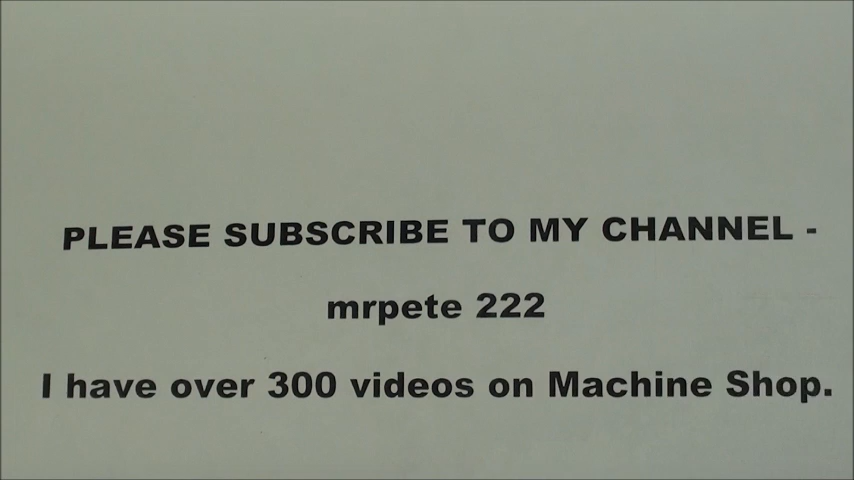 PLEASE SUBSCRIBE TO MY CHANNEL -
mrpete 222
I have over 300 videos on Machine Shop.